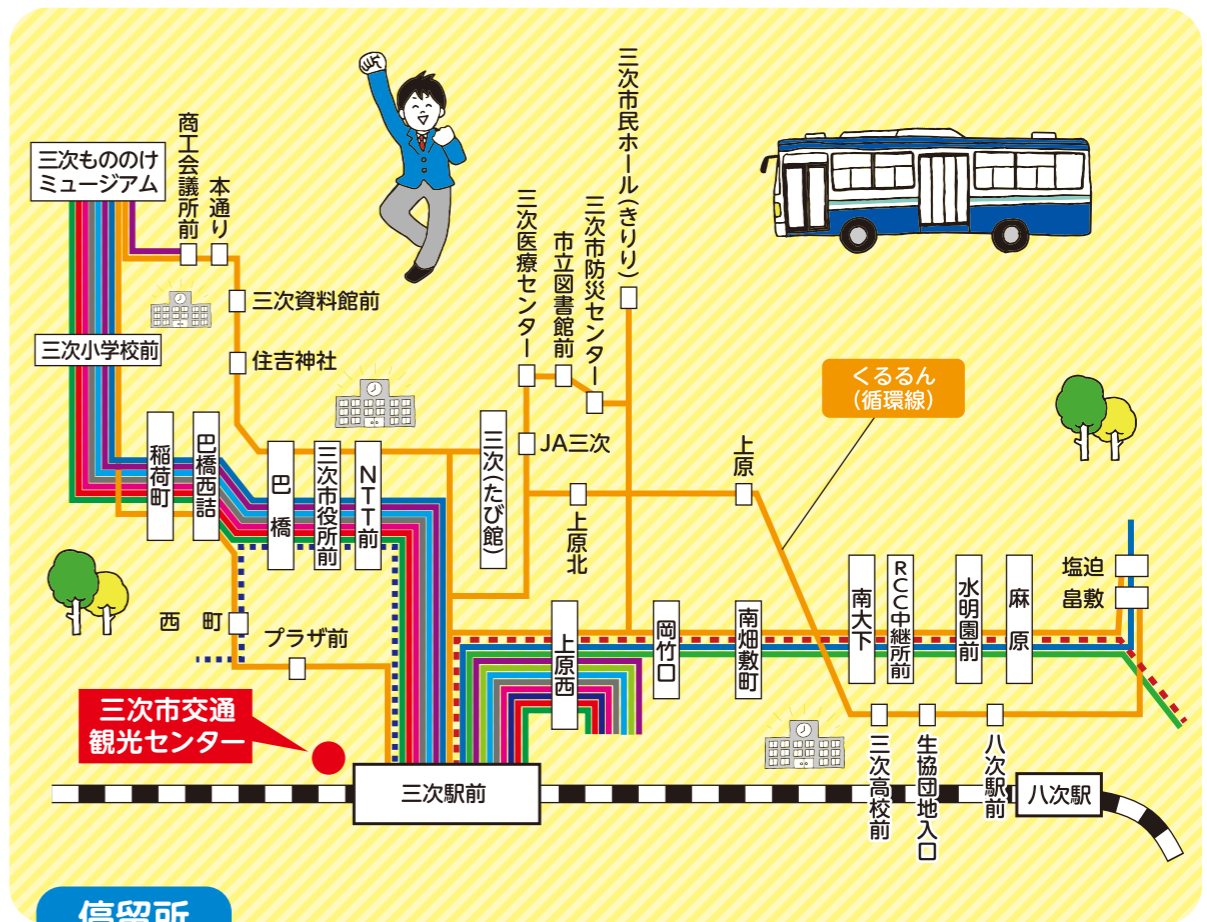 三次もののけ
ミュージアム
商工会議所前
本通り
三次資料館前
住吉神社
三次小学校前
稲荷町
巴橋西詰
巴橋
三次市役所前
NTT前
三次(たび館)
三次医療センター
市立図書館前
三次市防災センター
三次市民ホール(きりり)
JA三次
上原北
上原
くるるん
(循環線)
西町
プラザ前
上原西
岡竹口
南畑敷町
南大下
RCC中継所前
水明園前
麻原
塩迫
畠敷
三次市交通
観光センター
三次駅前
三次高校前
生協団地入口
八次駅前
八次駅
停留所